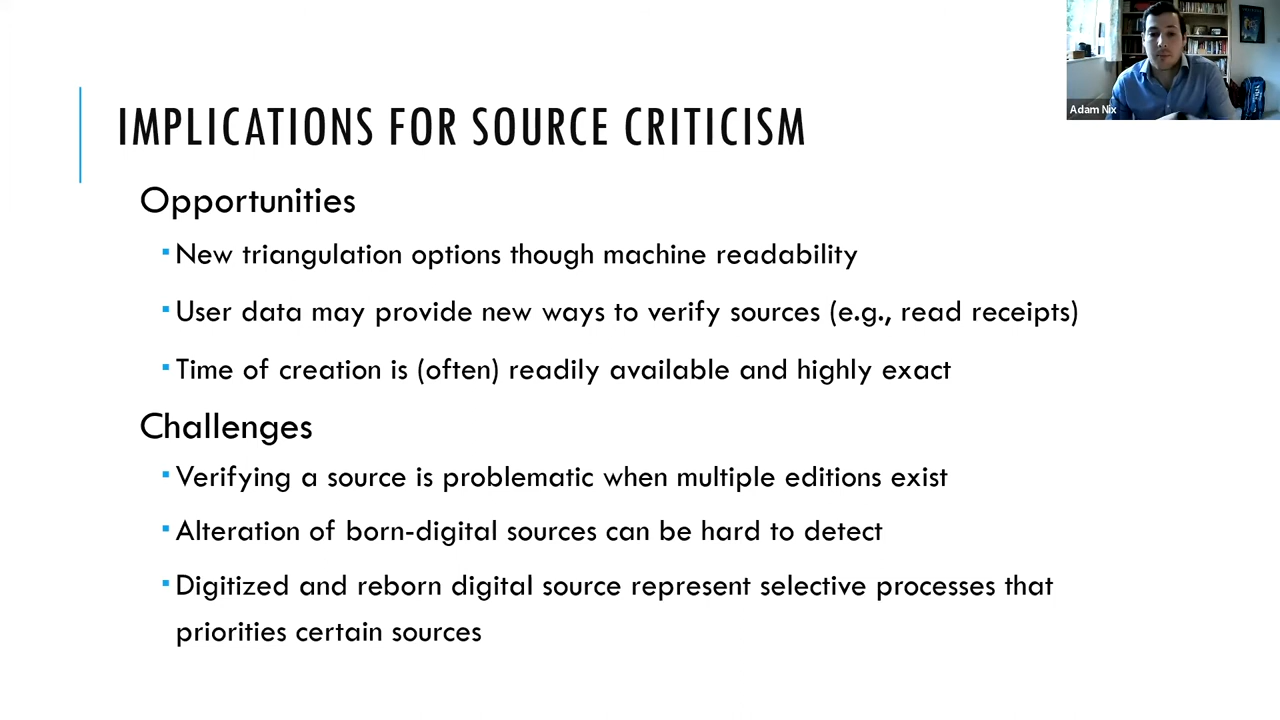 Adam Nix
IMPLICATIONS FOR SOURCE CRITICISM
Opportunities
▪ New triangulation options though machine readability
▪ User data may provide new ways to verify sources (e.g., read receipts)
▪ Time of creation is (often) readily available and highly exact
Challenges
▪ Verifying a source is problematic when multiple editions exist
▪ Alteration of born-digital sources can be hard to detect
▪ Digitized and reborn digital source represent selective processes that
priorities certain sources